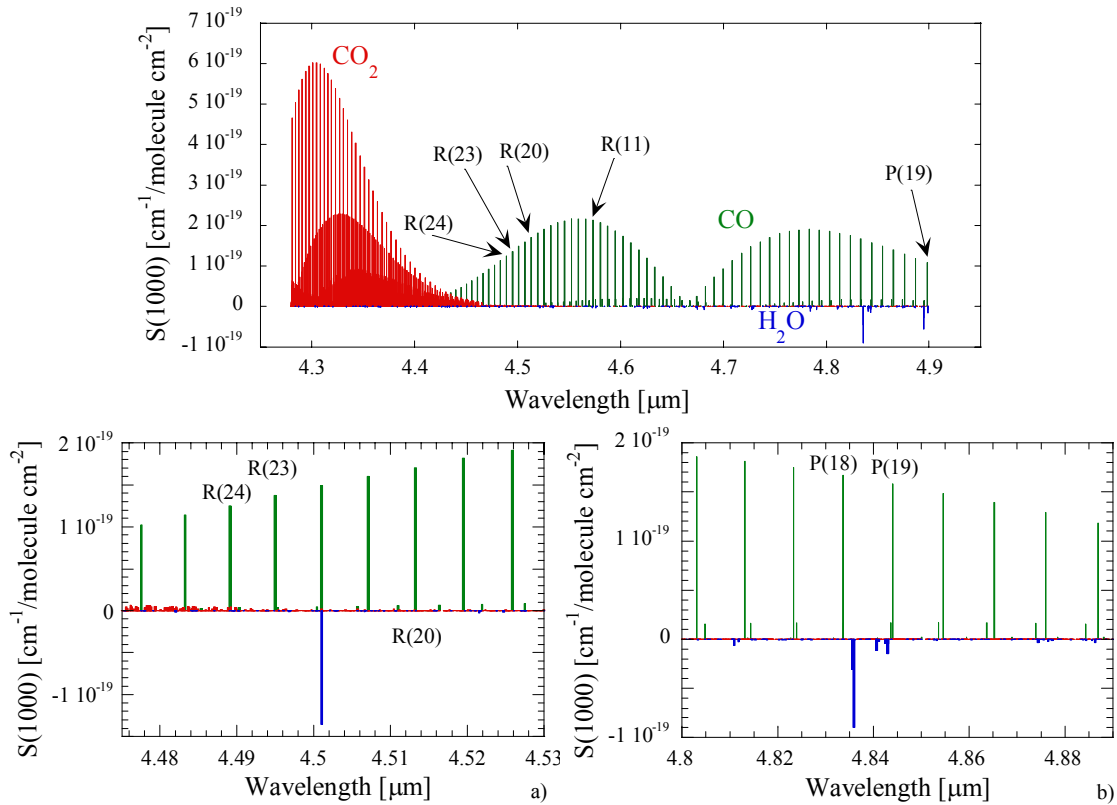 7 10⁻¹⁹
6 10⁻¹⁹
5 10⁻¹⁹
4 10⁻¹⁹
3 10⁻¹⁹
2 10⁻¹⁹
1 10⁻¹⁹
0
-1 10⁻¹⁹
S(1000) [cm⁻¹/molecule cm⁻²]
CO₂
R(24)
R(23)
R(20)
R(11)
P(19)
CO
H₂O
4.3 4.4 4.5 4.6 4.7 4.8 4.9
Wavelength [μm]
2 10⁻¹⁹
1 10⁻¹⁹
0
-1 10⁻¹⁹
S(1000) [cm⁻¹/molecule cm⁻²]
R(23)
R(24)
R(20)
4.48 4.49 4.5 4.51 4.52 4.53
Wavelength [μm]
a)
2 10⁻¹⁹
1 10⁻¹⁹
0
-1 10⁻¹⁹
S(1000) [cm⁻¹/molecule cm⁻²]
P(18)
P(19)
4.8 4.82 4.84 4.86 4.88
Wavelength [μm]
b)